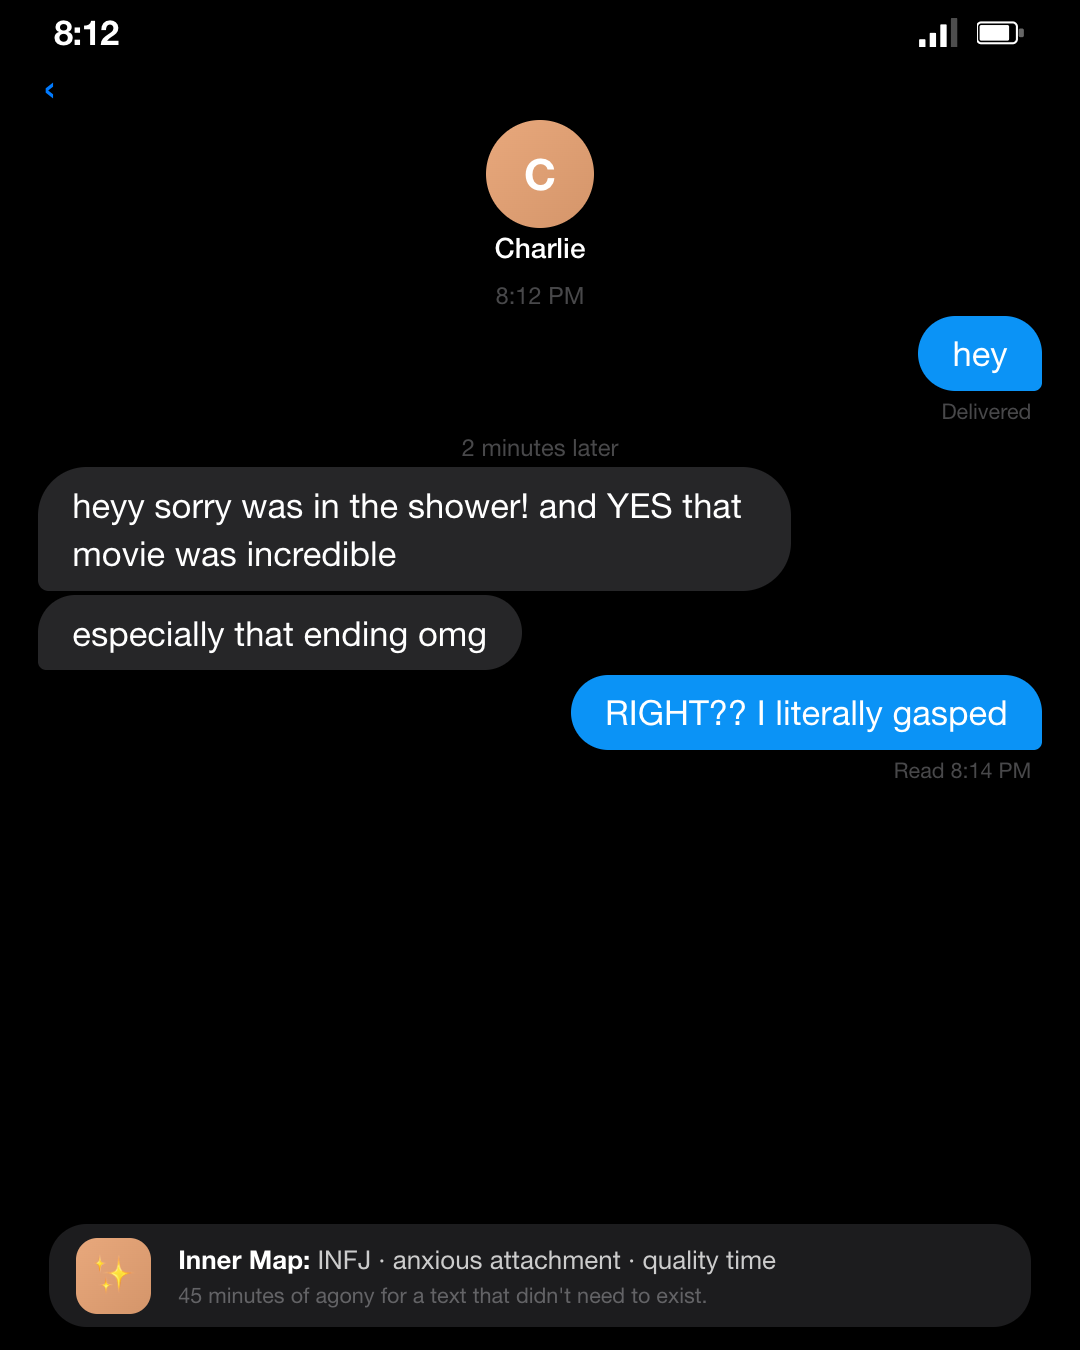 8:12
C
Charlie
8:12 PM
hey
Delivered
2 minutes later
heyy sorry was in the shower! and YES that
movie was incredible
especially that ending omg
RIGHT?? I literally gasped
Read 8:14 PM
Inner Map: INFJ · anxious attachment · quality time
45 minutes of agony for a text that didn't need to exist.